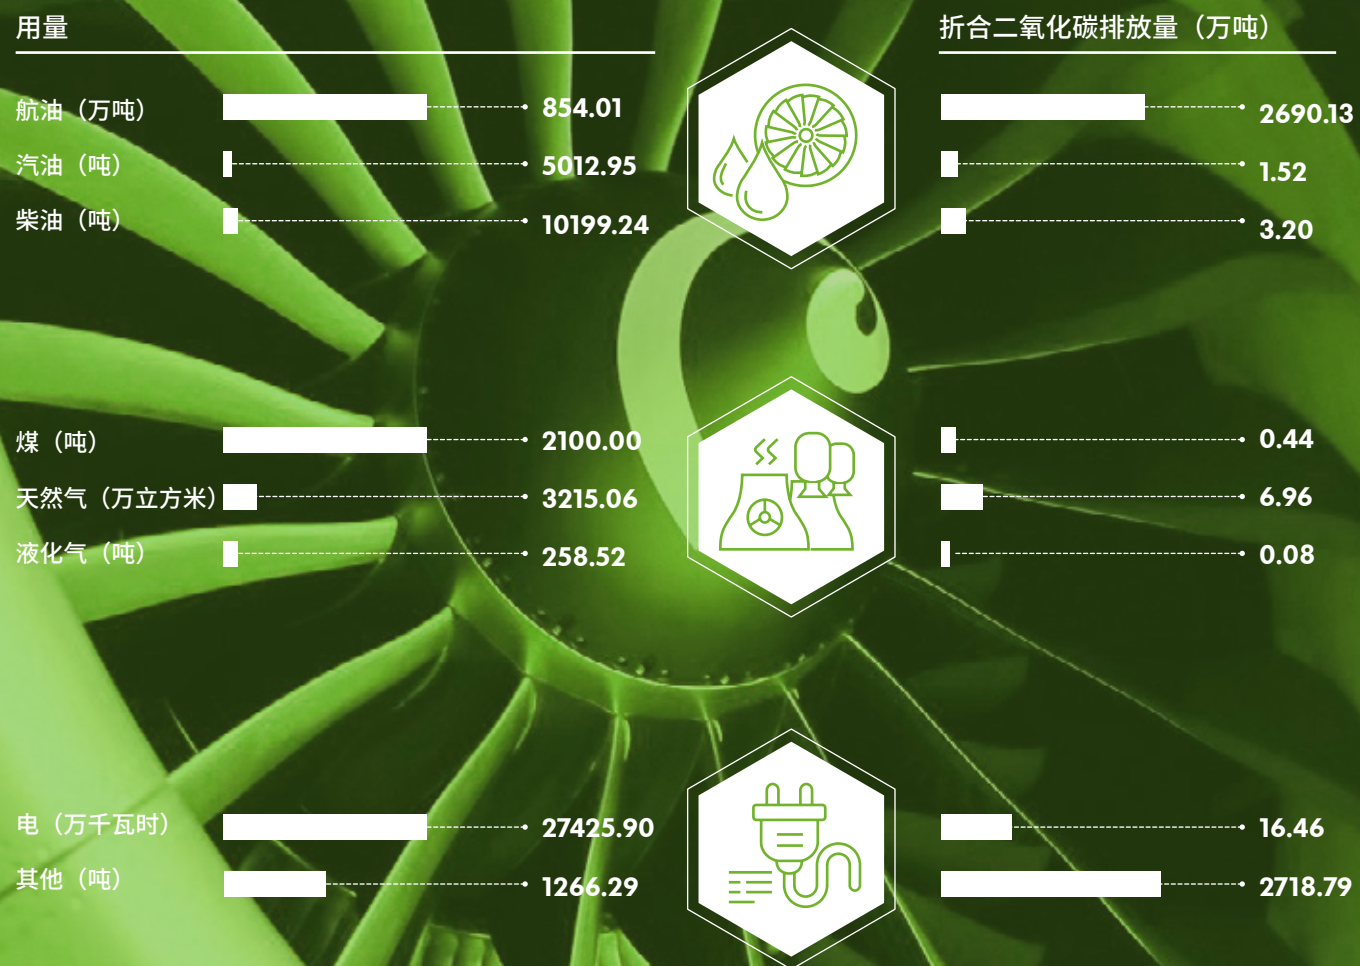 用量
折合二氧化碳排放量（万吨）
航油（万吨） 854.01 2690.13
汽油（吨） 5012.95 1.52
柴油（吨） 10199.24 3.20
煤（吨） 2100.00 0.44
天然气（万立方米） 3215.06 6.96
液化气（吨） 258.52 0.08
电（万千瓦时） 27425.90 16.46
其他（吨） 1266.29 2718.79